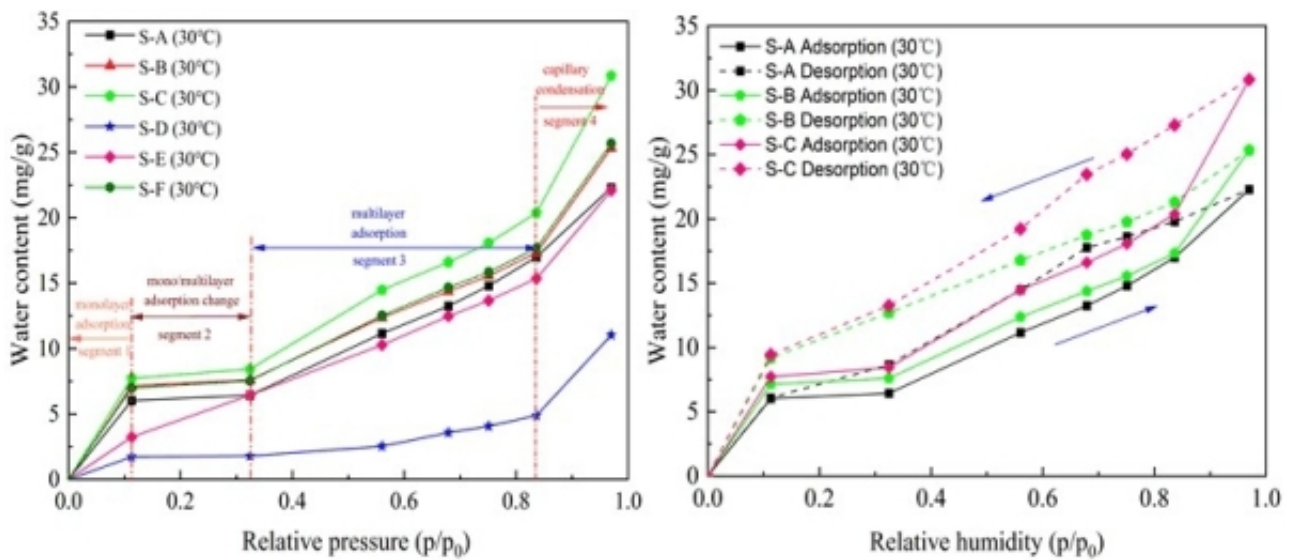 35
30
25
20
15
10
5
0
0.0
0.2
0.4
0.6
0.8
1.0
Water content (mg/g)
Relative pressure (p/p₀)
S-A (30℃)
S-B (30℃)
S-C (30℃)
S-D (30℃)
S-E (30℃)
S-F (30℃)
monolayer
adsorption
segment 1
mono/multilayer
adsorption change
segment 2
multilayer
adsorption
segment 3
capillary
condensation
segment 4
35
30
25
20
15
10
5
0
0.0
0.2
0.4
0.6
0.8
1.0
Water content (mg/g)
Relative humidity (p/p₀)
S-A Adsorption (30℃)
S-A Desorption (30℃)
S-B Adsorption (30℃)
S-B Desorption (30℃)
S-C Adsorption (30℃)
S-C Desorption (30℃)